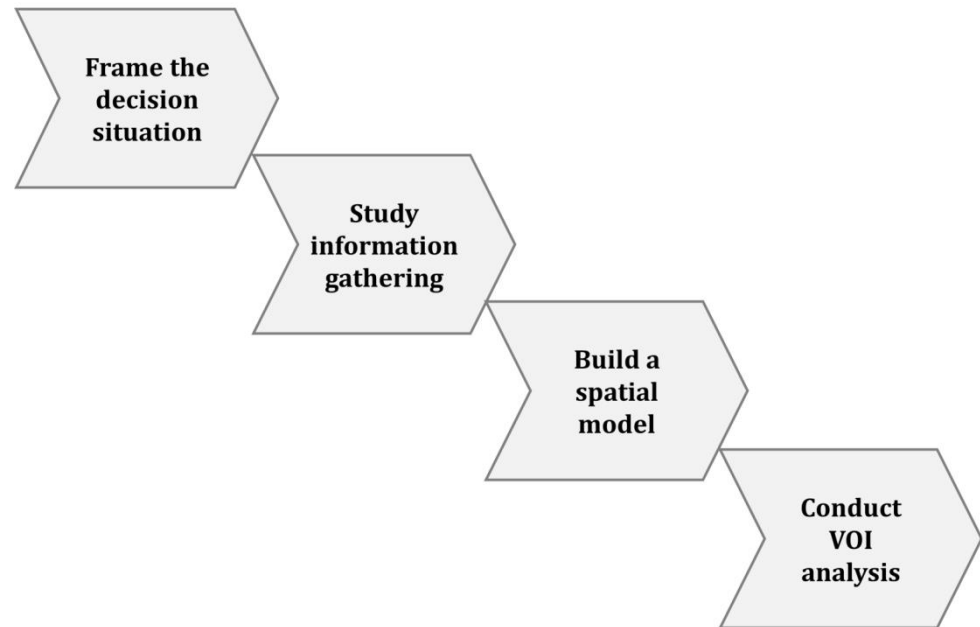 Frame the
decision
situation
Study
information
gathering
Build a
spatial
model
Conduct
VOI
analysis